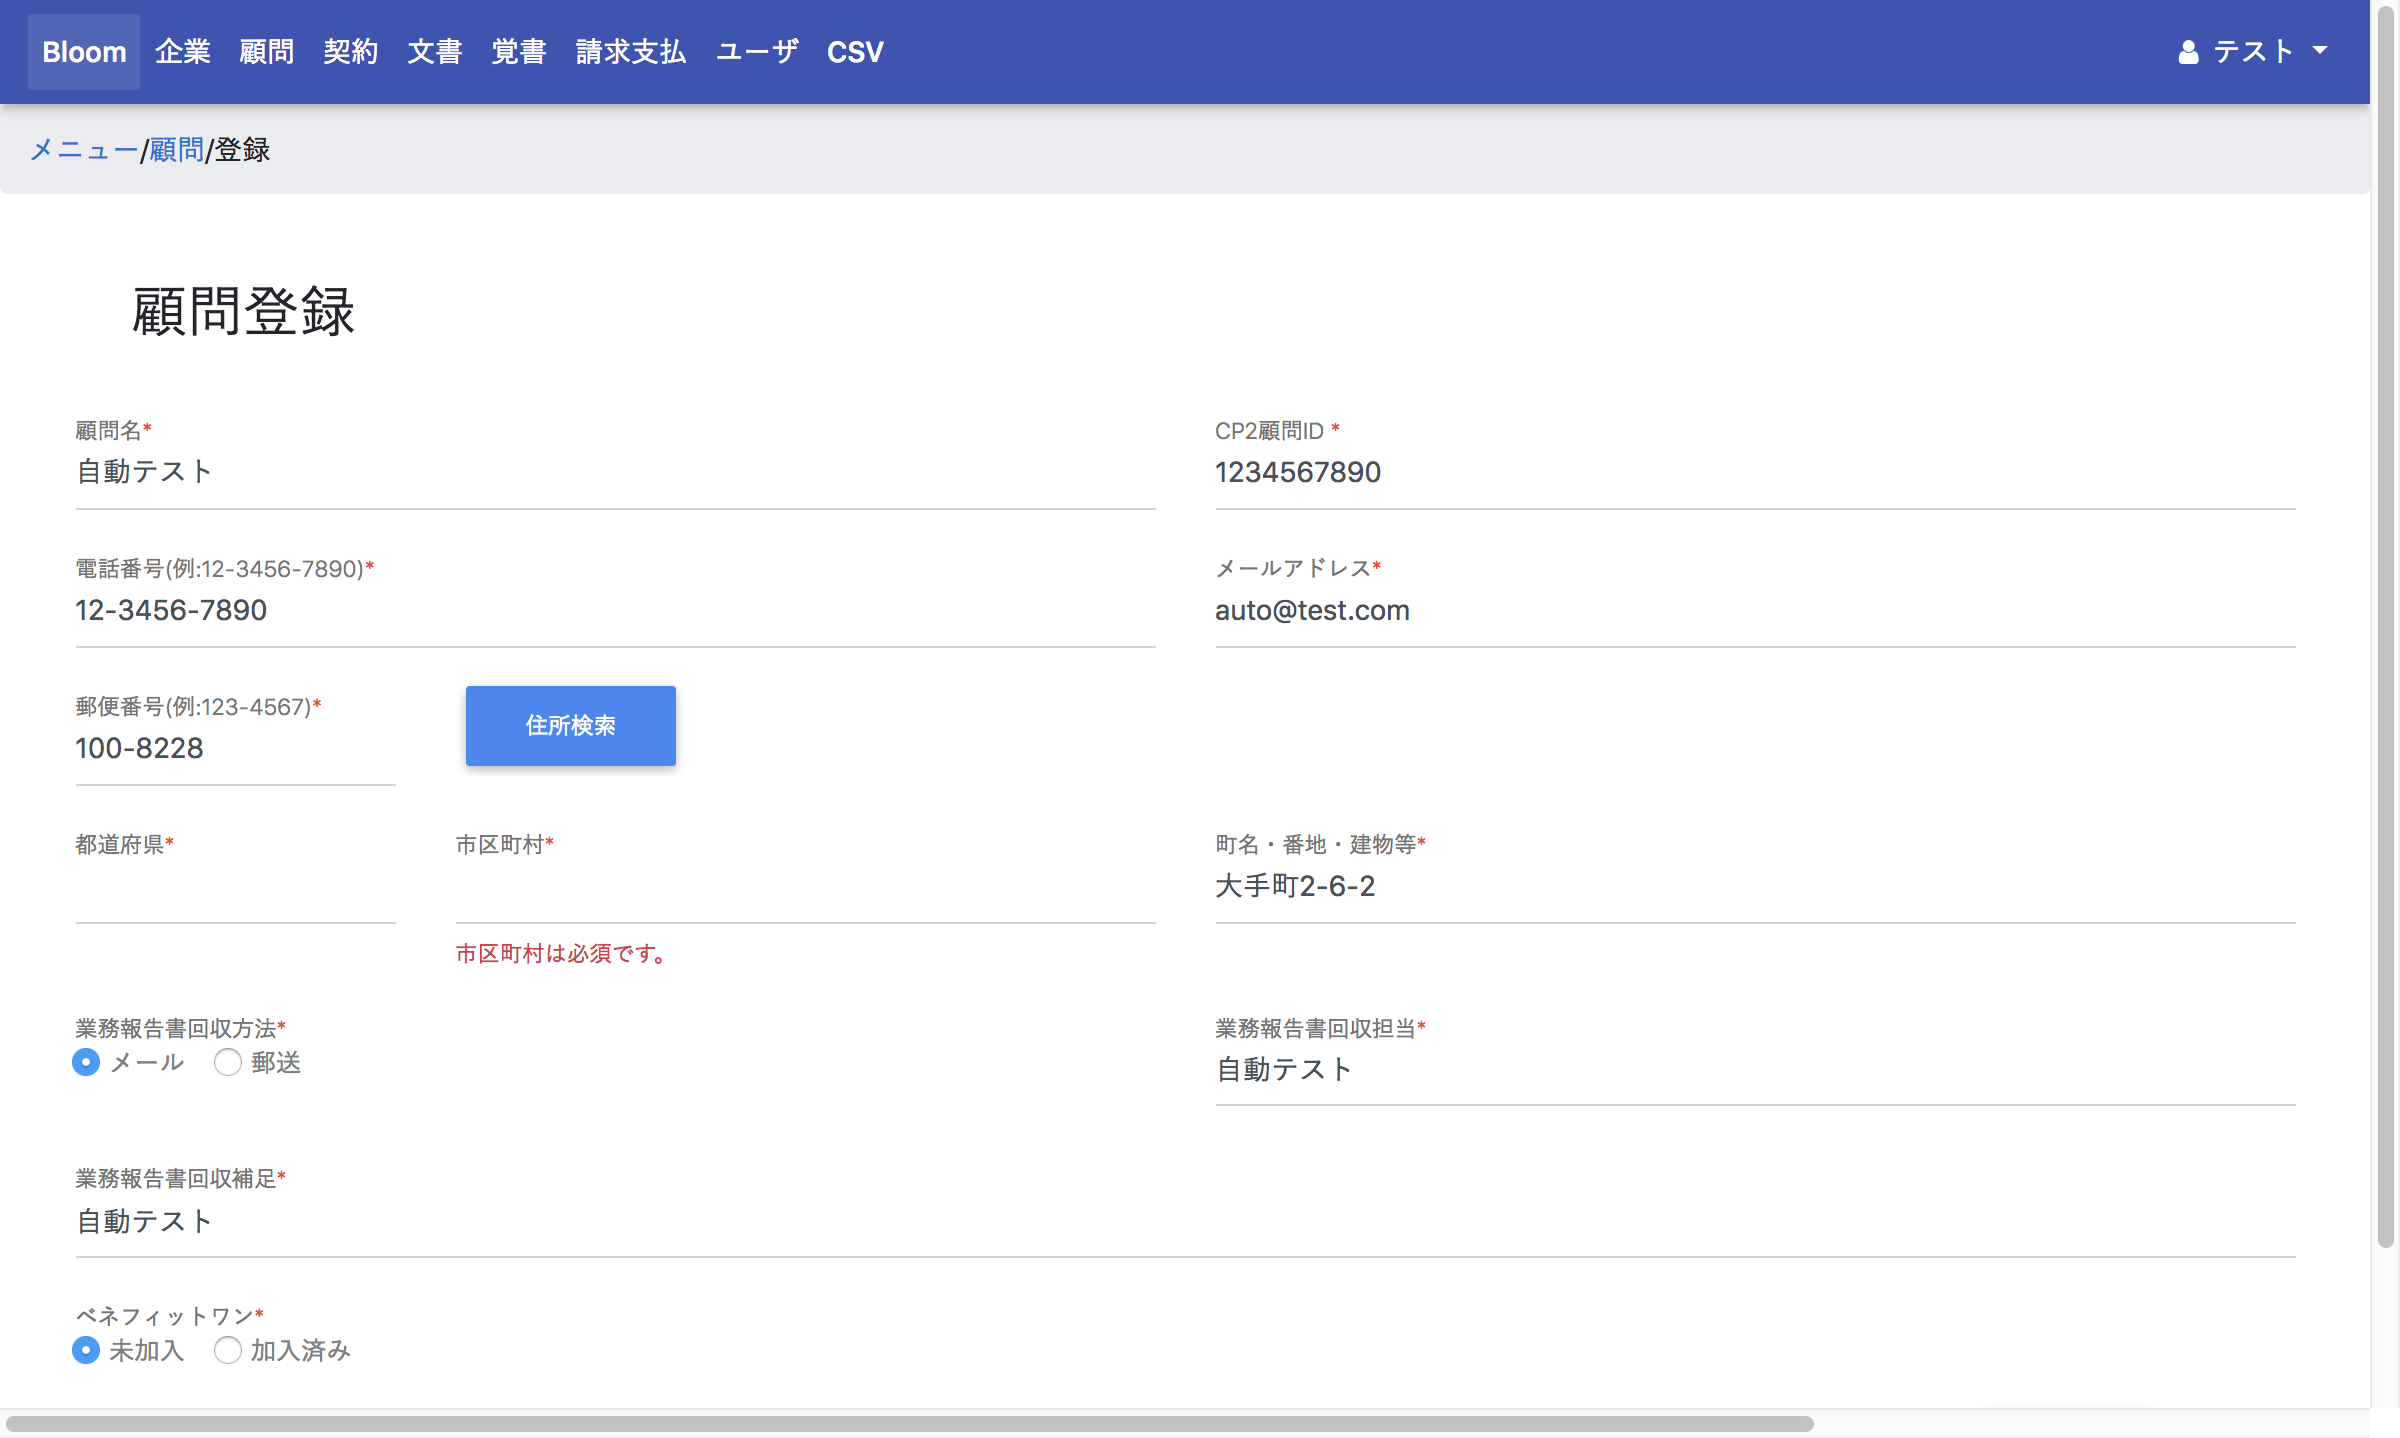 Bloom 企業 顧問 契約 文書 覚書 請求支払 ユーザ CSV テスト
メニュー/顧問/登録
顧問登録
顧問名* CP2顧問ID *
自動テスト 1234567890
電話番号(例:12-3456-7890)* メールアドレス*
12-3456-7890 auto@test.com
郵便番号(例:123-4567)* 住所検索
100-8228
都道府県* 市区町村* 町名・番地・建物等*
大手町2-6-2
市区町村は必須です。
業務報告書回収方法* 業務報告書回収担当*
メール 郵送 自動テスト
業務報告書回収補足*
自動テスト
ベネフィットワン*
未加入 加入済み